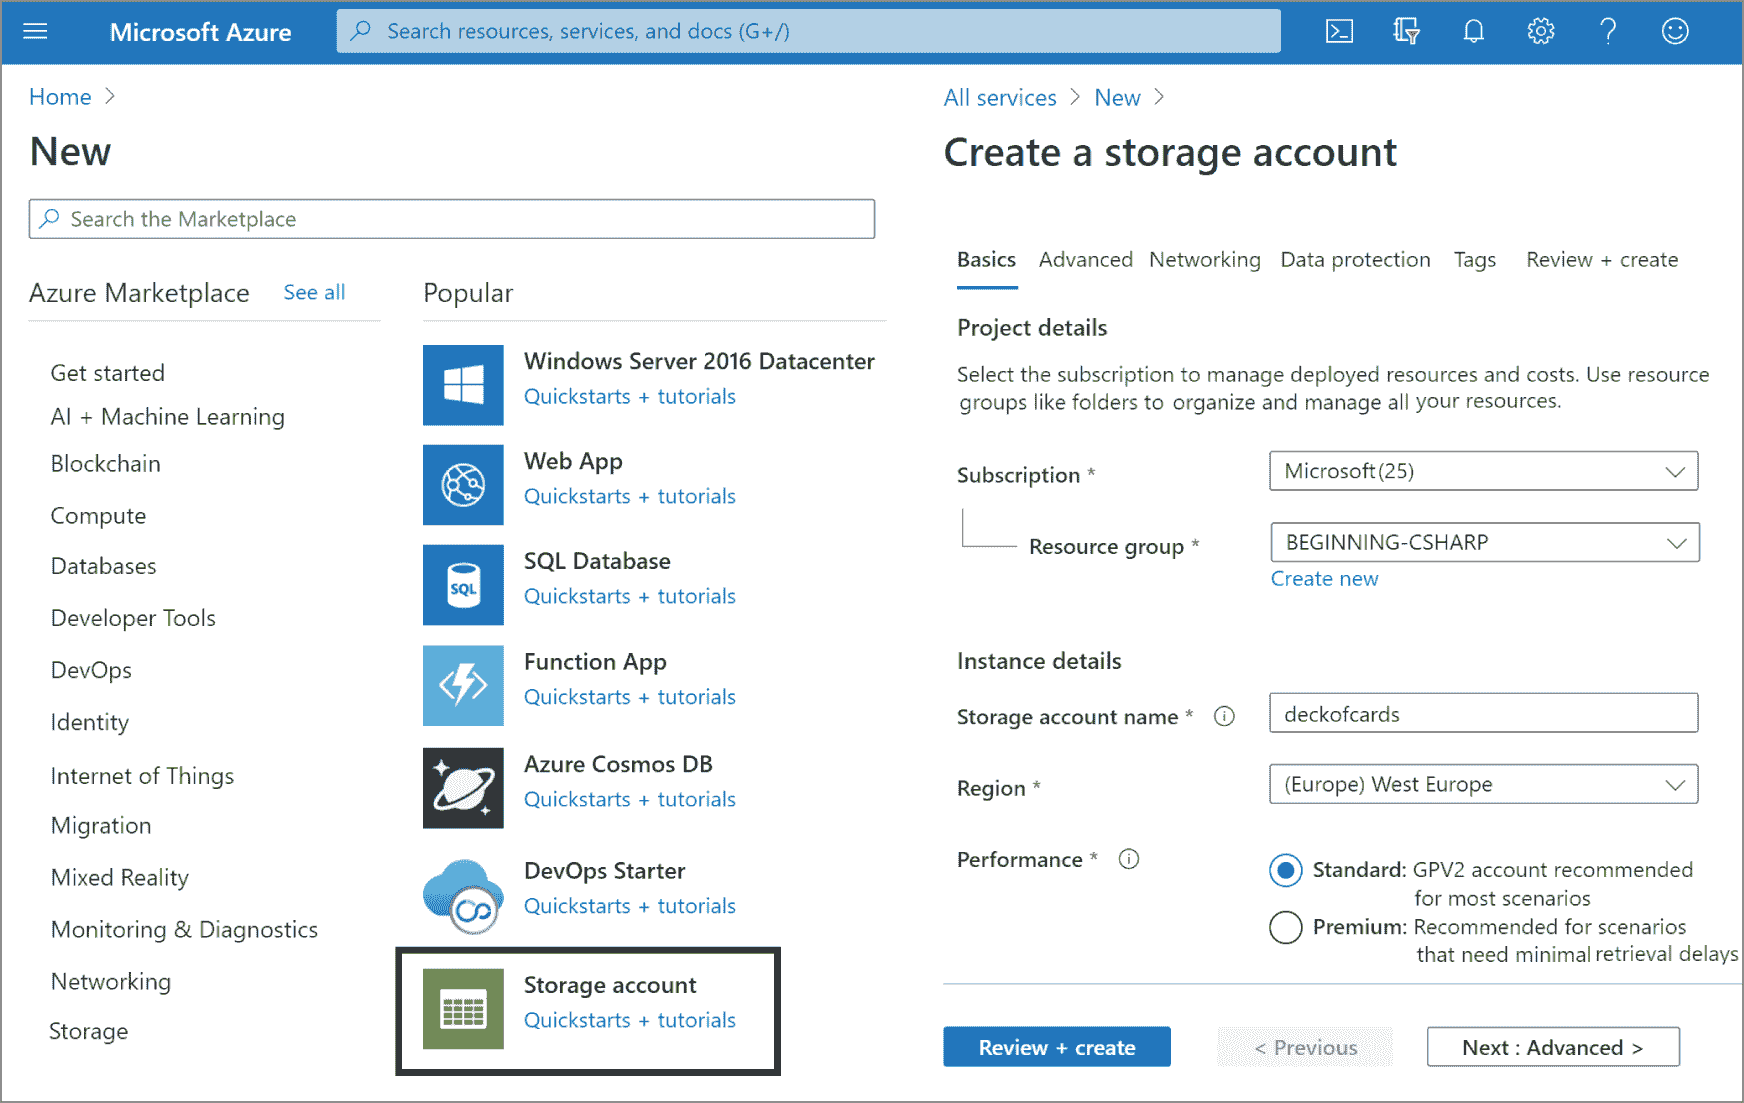 Microsoft Azure
Search resources, services, and docs (G+/)
Home >
New
Search the Marketplace
Azure Marketplace See all
Get started
AI + Machine Learning
Blockchain
Compute
Databases
Developer Tools
DevOps
Identity
Internet of Things
Migration
Mixed Reality
Monitoring & Diagnostics
Networking
Storage
Popular
Windows Server 2016 Datacenter
Quickstarts + tutorials
Web App
Quickstarts + tutorials
SQL
SQL Database
Quickstarts + tutorials
Function App
Quickstarts + tutorials
Azure Cosmos DB
Quickstarts + tutorials
DevOps Starter
Quickstarts + tutorials
Storage account
Quickstarts + tutorials
All services > New >
Create a storage account
Basics Advanced Networking Data protection Tags Review + create
Project details
Select the subscription to manage deployed resources and costs. Use resource
groups like folders to organize and manage all your resources.
Subscription * Microsoft(25)
Resource group * BEGINNING-CSHARP
Create new
Instance details
Storage account name * deckofcards
Region * (Europe) West Europe
Performance *
Standard: GPV2 account recommended
for most scenarios
Premium: Recommended for scenarios
that need minimal retrieval delays
Review + create < Previous Next : Advanced >